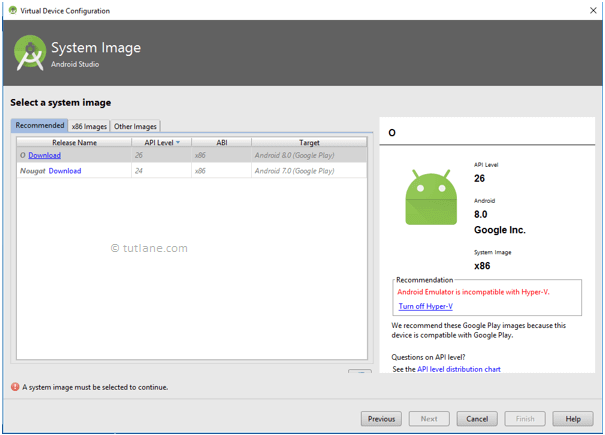 Virtual Device Configuration
System Image
Android Studio
Select a system image
Recommended x86 Images Other Images
Release Name API Level ABI Target
O Download 26 x86 Android 8.0 (Google Play)
Nougat Download 24 x86 Android 7.0 (Google Play)
© tutlane.com
O
API Level
26
Android
8.0
Google Inc.
System Image
x86
Recommendation
Android Emulator is incompatible with Hyper-V.
Turn off Hyper-V
We recommend these Google Play images because this
device is compatible with Google Play.
Questions on API level?
See the API level distribution chart
A system image must be selected to continue.
Previous Next Cancel Finish Help